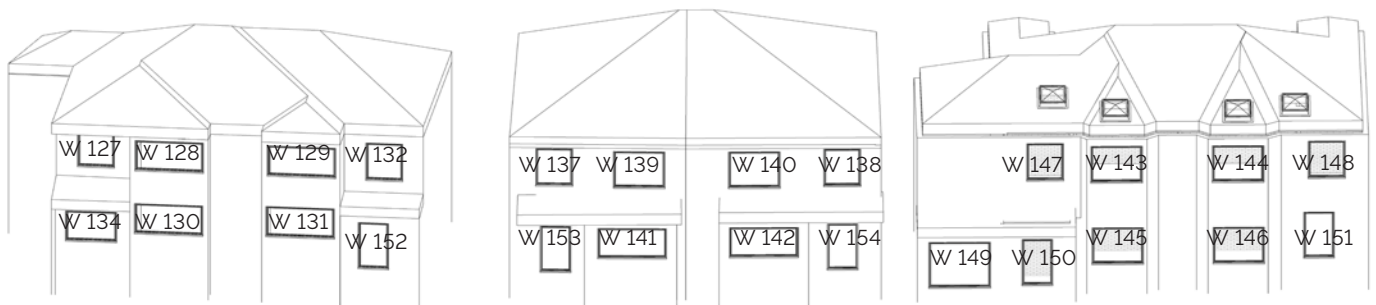 W 127
W 128
W 129
W 132
W 134
W 130
W 131
W 152
W 137
W 139
W 140
W 138
W 153
W 141
W 142
W 154
W 147
W 143
W 144
W 148
W 149
W 150
W 145
W 146
W 151